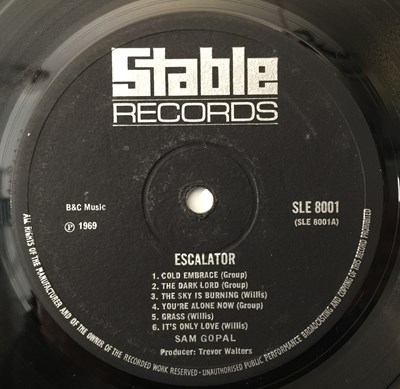 Stable
RECORDS
B&C Music
Ⓟ 1969
SLE 8001
(SLE 8001A)
ESCALATOR
1. COLD EMBRACE (Group)
2. THE DARK LORD (Group)
3. THE SKY IS BURNING (Willis)
4. YOU'RE ALONE NOW (Group)
5. GRASS (Willis)
6. IT'S ONLY LOVE (Willis)
SAM GOPAL
Producer: Trevor Walters
ALL RIGHTS OF THE MANUFACTURER AND OF THE OWNER OF THE RECORDED WORK RESERVED - UNAUTHORISED PUBLIC PERFORMANCE BROADCASTING AND COPYING OF THIS RECORD PROHIBITED